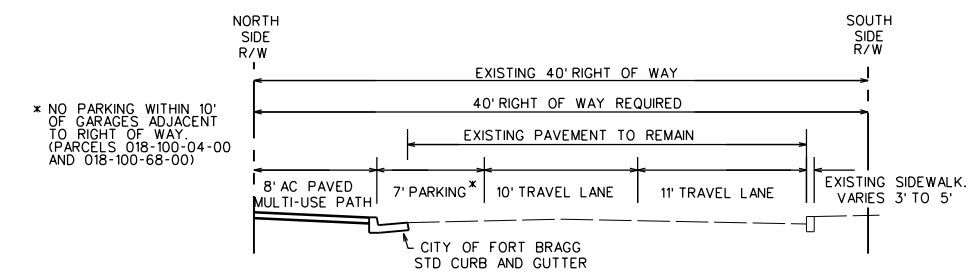 NORTH
SIDE
R/W
SOUTH
SIDE
R/W
EXISTING 40' RIGHT OF WAY
40' RIGHT OF WAY REQUIRED
* NO PARKING WITHIN 10'
OF GARAGES ADJACENT
TO RIGHT OF WAY.
(PARCELS 018-100-04-00
AND 018-100-68-00)
EXISTING PAVEMENT TO REMAIN
8' AC PAVED
MULTI-USE PATH
7' PARKING*
10' TRAVEL LANE
11' TRAVEL LANE
EXISTING SIDEWALK.
VARIES 3' TO 5'
CITY OF FORT BRAGG
STD CURB AND GUTTER